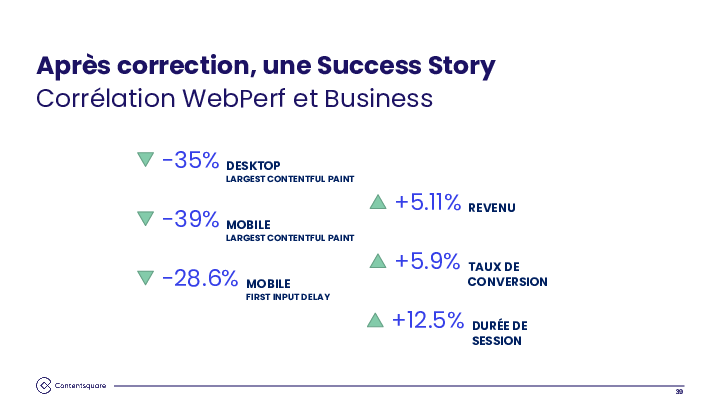 Après correction, une Success Story
Corrélation WebPerf et Business
-35% DESKTOP
LARGEST CONTENTFUL PAINT
-39% MOBILE
LARGEST CONTENTFUL PAINT
-28.6% MOBILE
FIRST INPUT DELAY
+5.11% REVENU
+5.9% TAUX DE
CONVERSION
+12.5% DURÉE DE
SESSION
Contentsquare
39